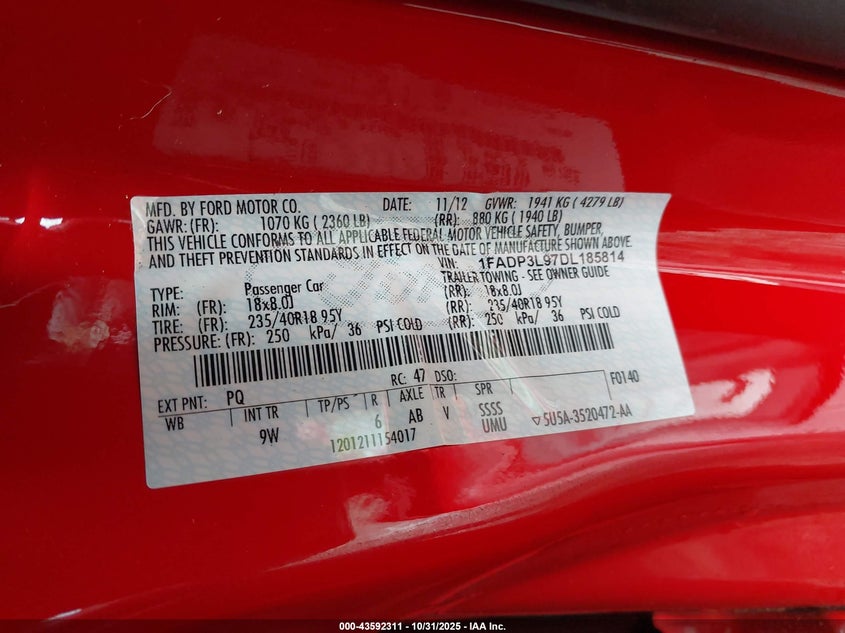 MFD. BY FORD MOTOR CO. DATE: 11/12 GVWR: 1941 KG ( 4279 LB)
GAWR: (FR): 1070 KG ( 2360 LB) (RR): 880 KG ( 1940 LB)
THIS VEHICLE CONFORMS TO ALL APPLICABLE FEDERAL MOTOR VEHICLE SAFETY, BUMPER,
AND THEFT PREVENTION STANDARDS IN EFFECT ON THE DATE OF MANUFACTURE SHOWN ABOVE.
VIN: 1FADP3L97DL185814
TYPE: Passenger Car TRAILER TOWING - SEE OWNER GUIDE
RIM: (FR): 18x8.0J (RR): 18x8.0J
TIRE: (FR): 235/40R18 95Y (RR): 235/40R18 95Y
PRESSURE: (FR): 250 kPa/ 36 PSI COLD (RR): 250 kPa/ 36 PSI COLD
EXT PNT: PQ RC: 47 DSO: F0140
WB INT TR TP/PS R AXLE TR SPR
9W 6 AB V SSSS
1201211154017 UMU ▽5U5A-3520472-AA
000-43592311 - 10/31/2025 - IAA Inc.